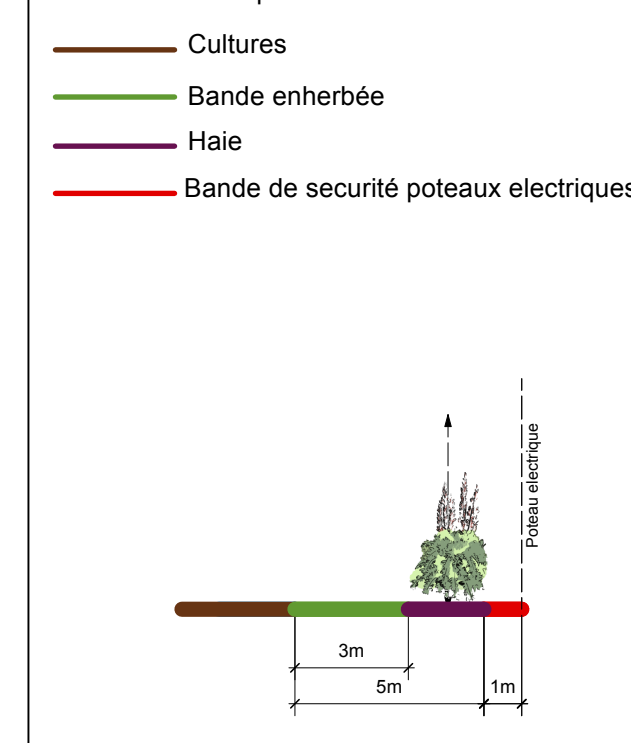 Cultures
Bande enherbée
Haie
Bande de securité poteaux electriques
Poteau electrique
3m
5m
1m